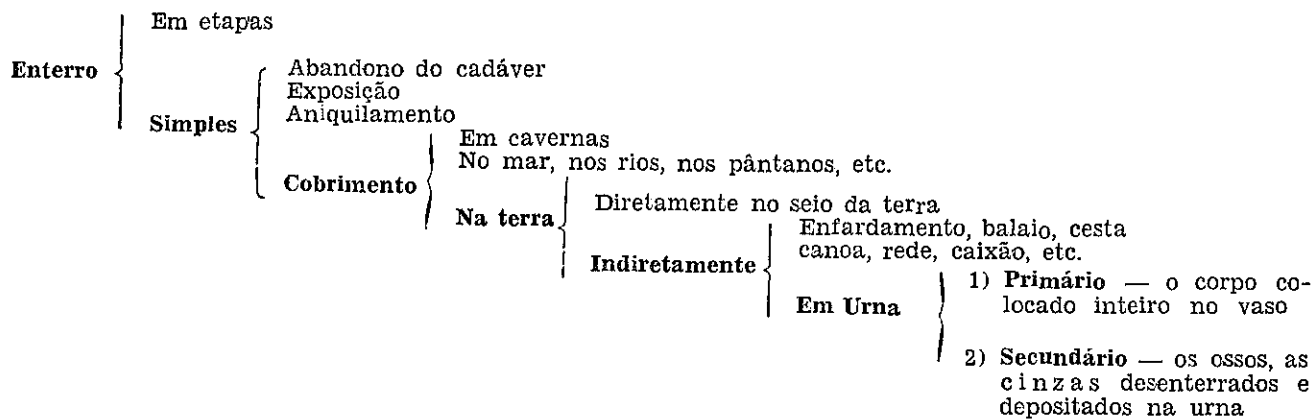 Em etapas
Enterro
Abandono do cadáver
Exposição
Aniquilamento
Simples
Em cavernas
No mar, nos rios, nos pântanos, etc.
Cobrimento
Diretamente no seio da terra
Na terra
Enfardamento, balaio, cesta
canoa, rede, caixão, etc.
Indiretamente
1) Primário — o corpo co-
locado inteiro no vaso
Em Urna
2) Secundário — os ossos, as
cinzas desenterrados e
depositados na urna